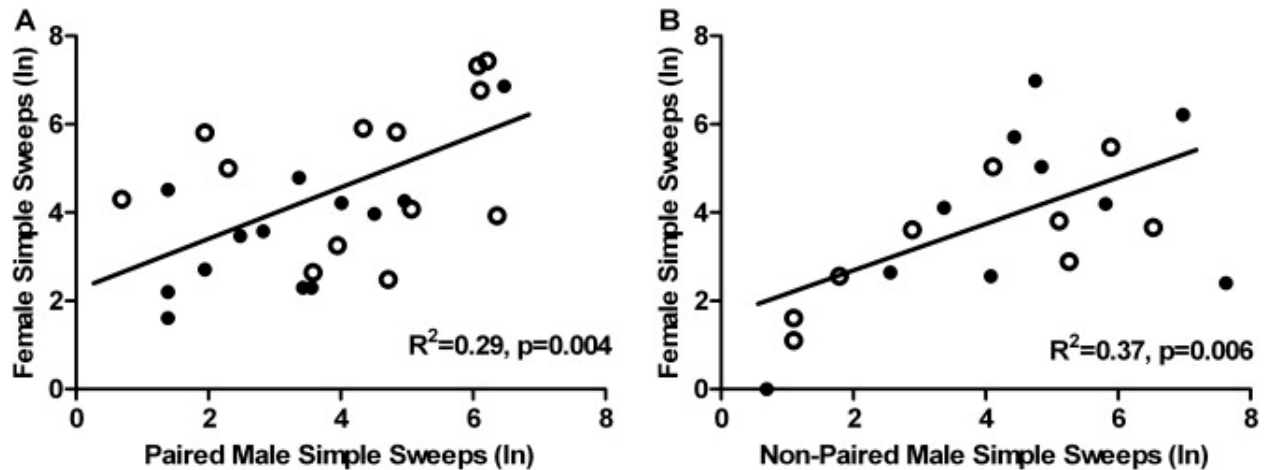 A
Female Simple Sweeps (ln)
8
6
4
2
0
R²=0.29, p=0.004
0 2 4 6 8
Paired Male Simple Sweeps (ln)
B
Female Simple Sweeps (ln)
8
6
4
2
0
R²=0.37, p=0.006
0 2 4 6 8
Non-Paired Male Simple Sweeps (ln)